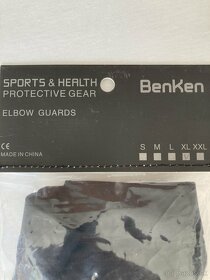 SPORTS & HEALTH
PROTECTIVE GEAR
BenKen
ELBOW GUARDS
S M L XL XXL
CE
MADE IN CHINA